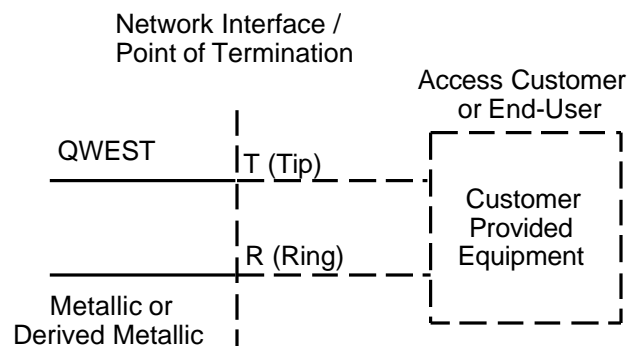 Network Interface /
Point of Termination
Access Customer
or End-User
QWEST
T (Tip)
Customer
Provided
Equipment
R (Ring)
Metallic or
Derived Metallic